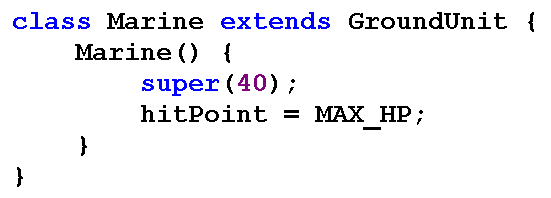 class Marine extends GroundUnit {
    Marine() {
        super(40);
        hitPoint = MAX_HP;
    }
}